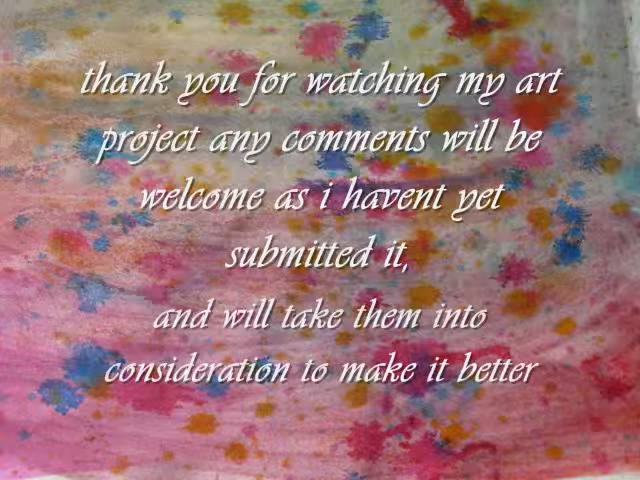 thank you for watching my art
project any comments will be
welcome as i havent yet
submitted it,
and will take them into
consideration to make it better